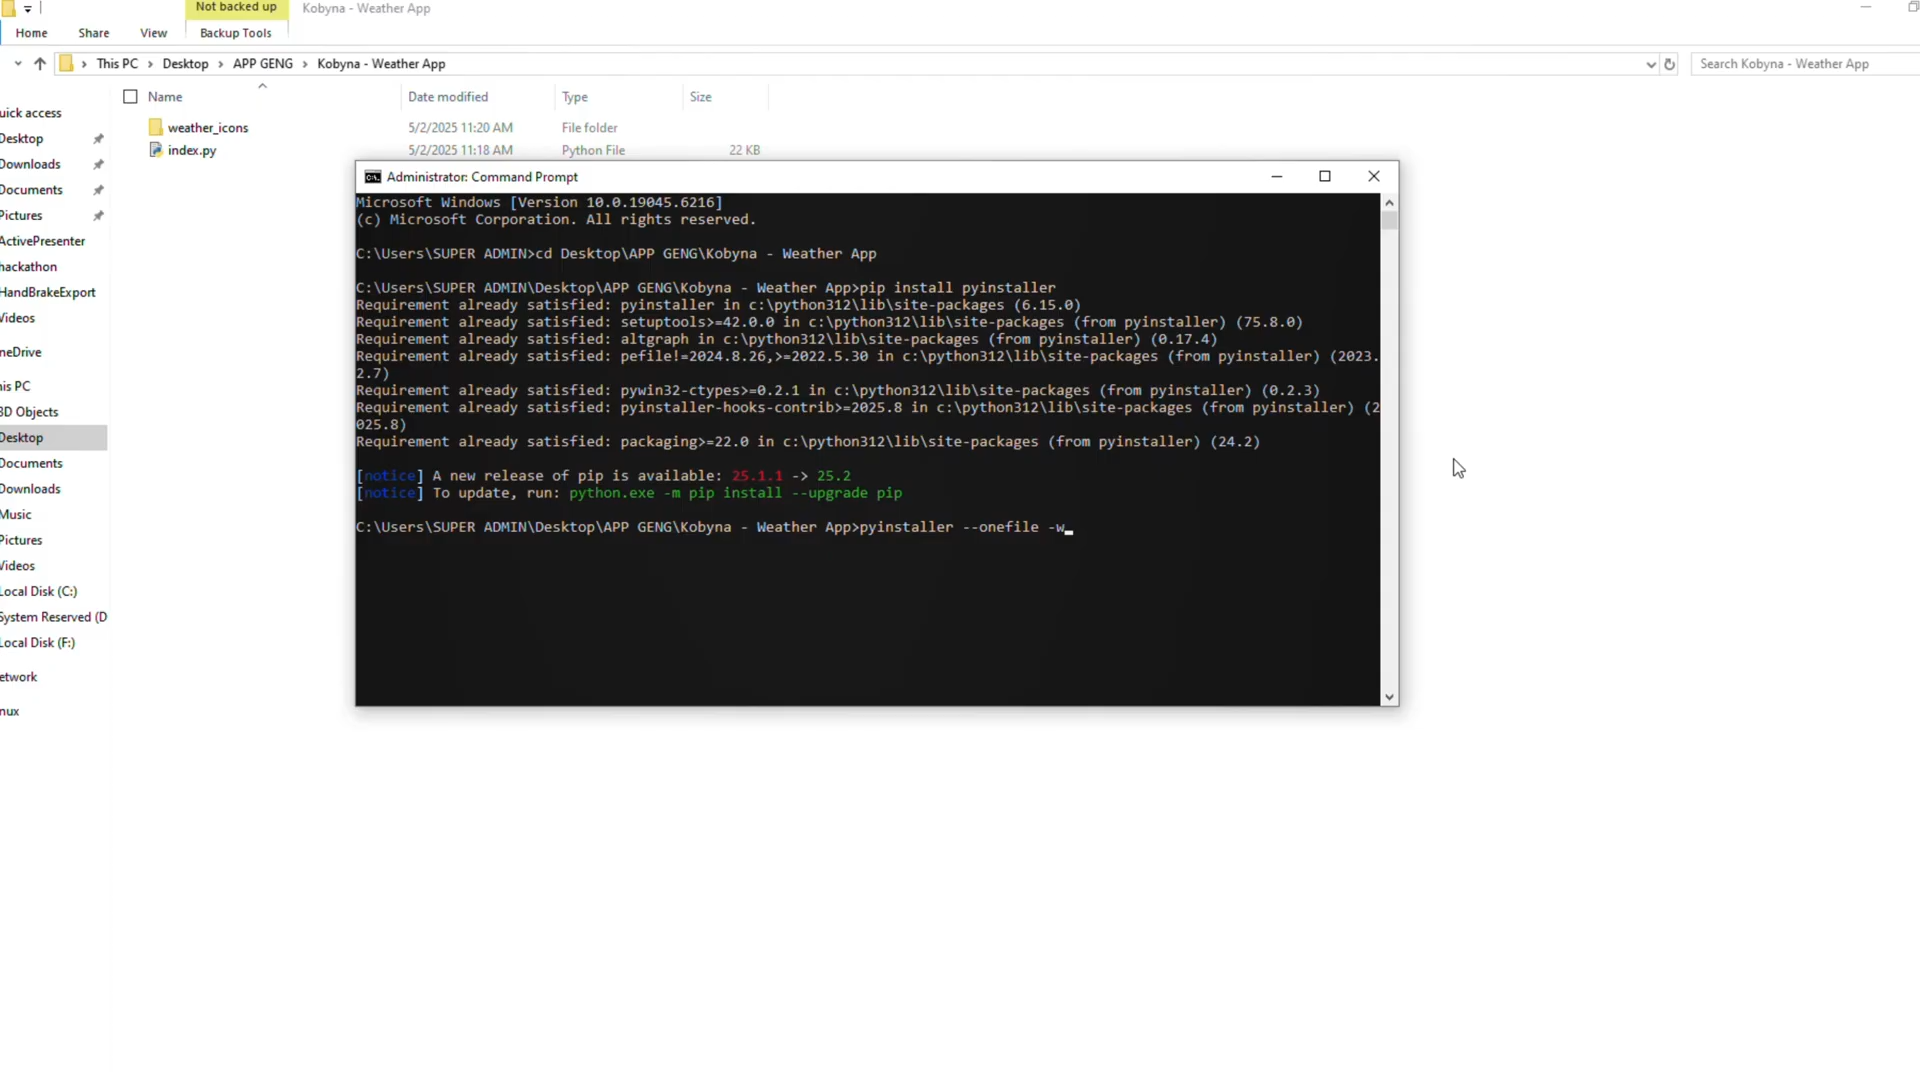 Not backed up
Kobyna - Weather App
Home
Share
View
Backup Tools
This PC > Desktop > APP GENG > Kobyna - Weather App
Search Kobyna - Weather App
Name
Date modified
Type
Size
weather_icons
5/2/2025 11:20 AM
File folder
index.py
5/2/2025 11:18 AM
Python File
22 KB
uick access
Desktop
Downloads
Documents
Pictures
ActivePresenter
hackathon
HandBrakeExport
Videos
neDrive
his PC
3D Objects
Desktop
Documents
Downloads
Music
Pictures
Videos
Local Disk (C:)
System Reserved (D
Local Disk (F:)
etwork
nux
Administrator: Command Prompt
Microsoft Windows [Version 10.0.19045.6216]
(c) Microsoft Corporation. All rights reserved.
C:\Users\SUPER ADMIN>cd Desktop\APP GENG\Kobyna - Weather App
C:\Users\SUPER ADMIN\Desktop\APP GENG\Kobyna - Weather App>pip install pyinstaller
Requirement already satisfied: pyinstaller in c:\python312\lib\site-packages (6.15.0)
Requirement already satisfied: setuptools>=42.0.0 in c:\python312\lib\site-packages (from pyinstaller) (75.8.0)
Requirement already satisfied: altgraph in c:\python312\lib\site-packages (from pyinstaller) (0.17.4)
Requirement already satisfied: pefile!=2024.8.26,>=2022.5.30 in c:\python312\lib\site-packages (from pyinstaller) (2023.
2.7)
Requirement already satisfied: pywin32-ctypes>=0.2.1 in c:\python312\lib\site-packages (from pyinstaller) (0.2.3)
Requirement already satisfied: pyinstaller-hooks-contrib>=2025.8 in c:\python312\lib\site-packages (from pyinstaller) (2
025.8)
Requirement already satisfied: packaging>=22.0 in c:\python312\lib\site-packages (from pyinstaller) (24.2)
[notice] A new release of pip is available: 25.1.1 -> 25.2
[notice] To update, run: python.exe -m pip install --upgrade pip
C:\Users\SUPER ADMIN\Desktop\APP GENG\Kobyna - Weather App>pyinstaller --onefile -w